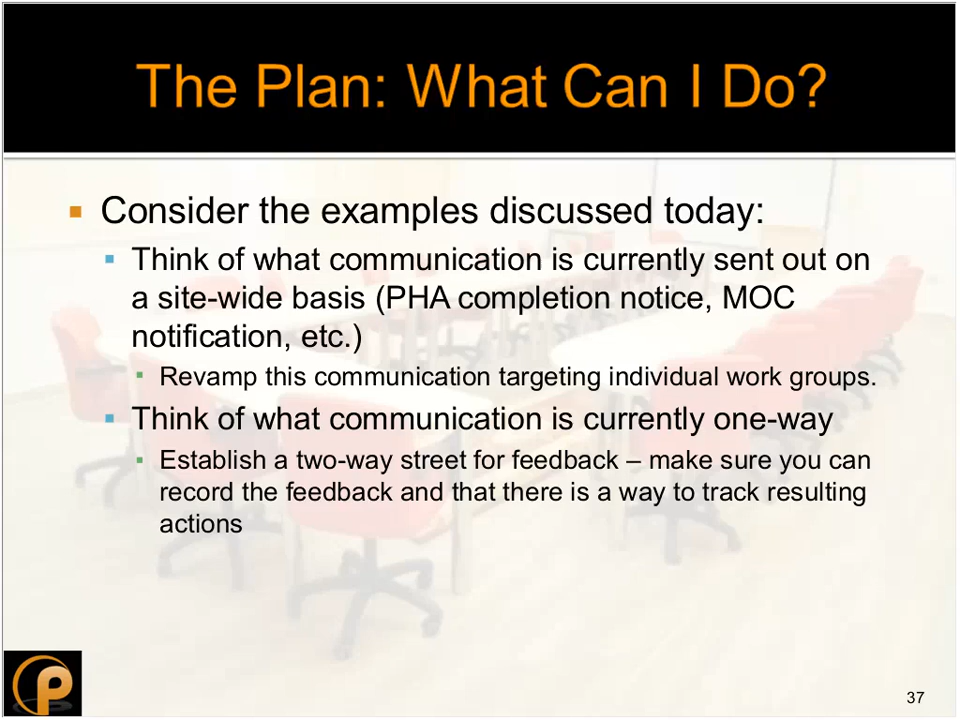 The Plan: What Can I Do?
Consider the examples discussed today:
Think of what communication is currently sent out on
a site-wide basis (PHA completion notice, MOC
notification, etc.)
Revamp this communication targeting individual work groups.
Think of what communication is currently one-way
Establish a two-way street for feedback – make sure you can
record the feedback and that there is a way to track resulting
actions
P
37